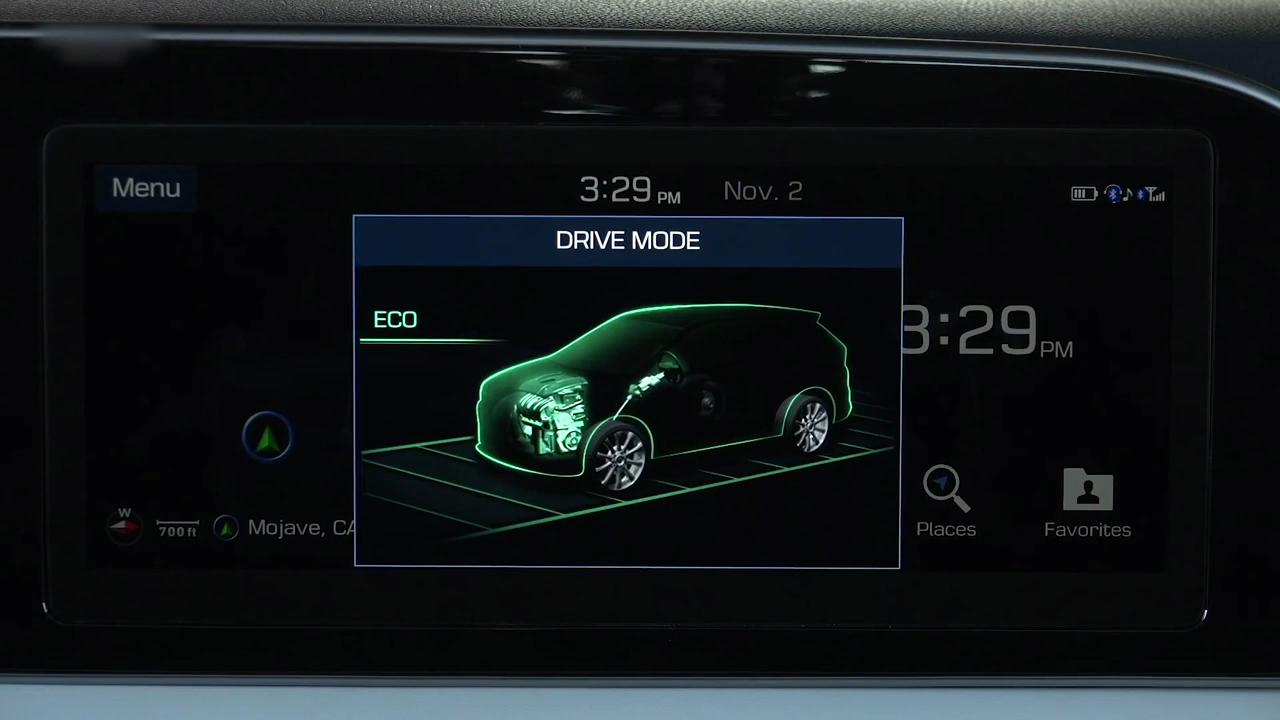 Menu
3:29 PM
Nov. 2
DRIVE MODE
ECO
3:29 PM
W
700 ft
Mojave, CA
Places
Favorites